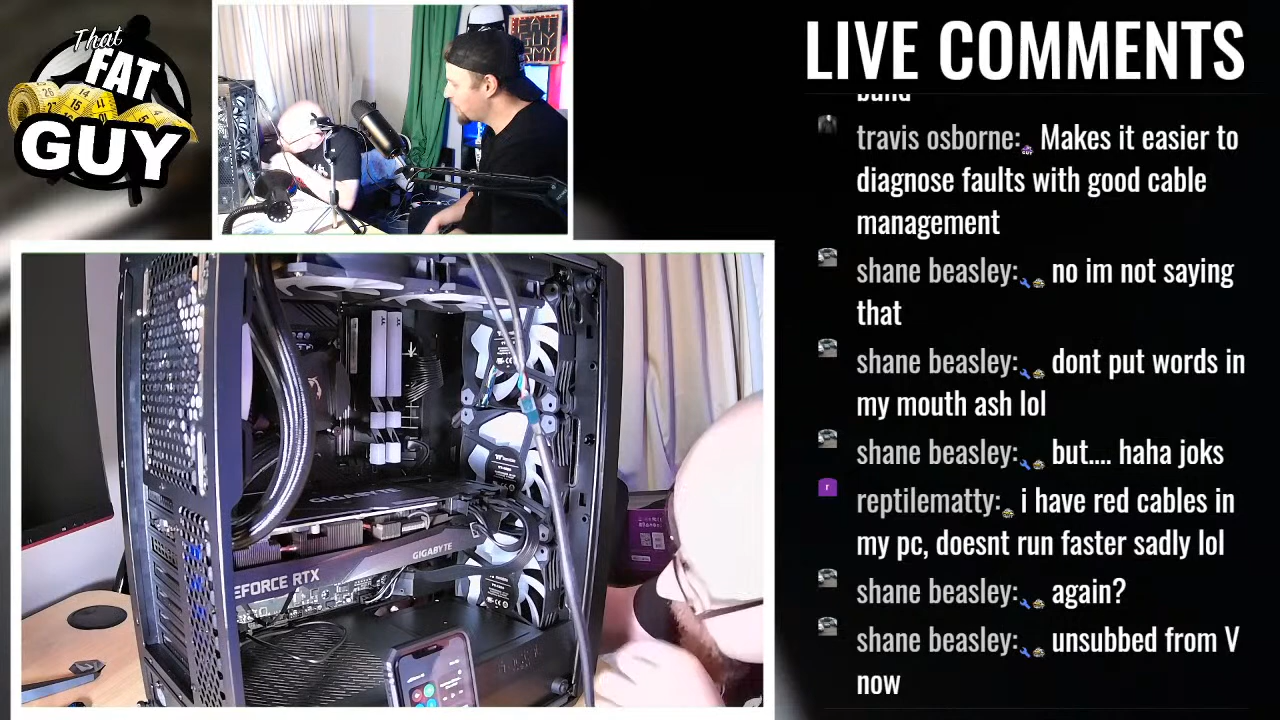 That
FAT
GUY
FAT
GUY
LIVE COMMENTS
travis osborne: Makes it easier to
diagnose faults with good cable
management
shane beasley: no im not saying
that
shane beasley: dont put words in
my mouth ash lol
shane beasley: but.... haha joks
reptilematty: i have red cables in
my pc, doesnt run faster sadly lol
shane beasley: again?
shane beasley: unsubbed from V
now
GIGABYTE
GIGABYTE
EFORCE RTX